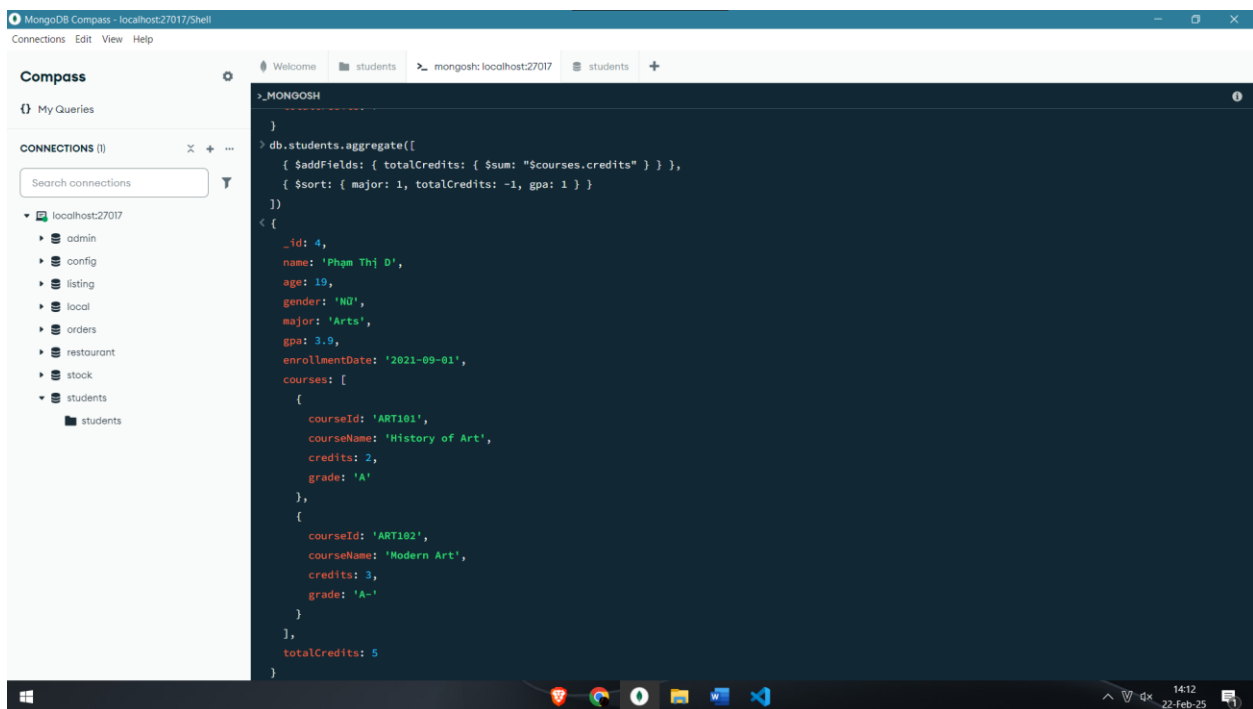 MongoDB Compass - localhost:27017/Shell
Connections Edit View Help
Compass
{} My Queries
CONNECTIONS (1)
Search connections
localhost:27017
admin
config
listing
local
orders
restaurant
stock
students
students
Welcome students >_ mongosh: localhost:27017 students +
>_MONGOSH
}
> db.students.aggregate([
{ $addFields: { totalCredits: { $sum: "$courses.credits" } } },
{ $sort: { major: 1, totalCredits: -1, gpa: 1 } }
])
< {
_id: 4,
name: 'Phạm Thị D',
age: 19,
gender: 'Nữ',
major: 'Arts',
gpa: 3.9,
enrollmentDate: '2021-09-01',
courses: [
{
courseId: 'ART101',
courseName: 'History of Art',
credits: 2,
grade: 'A'
},
{
courseId: 'ART102',
courseName: 'Modern Art',
credits: 3,
grade: 'A-'
}
],
totalCredits: 5
}
14:12
22-Feb-25
1